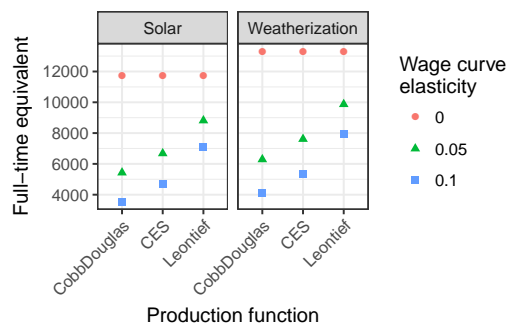 Solar
Weatherization
Full−time equivalent
12000
10000
8000
6000
4000
CobbDouglas
CES
Leontief
CobbDouglas
CES
Leontief
Production function
Wage curve
elasticity
0
0.05
0.1